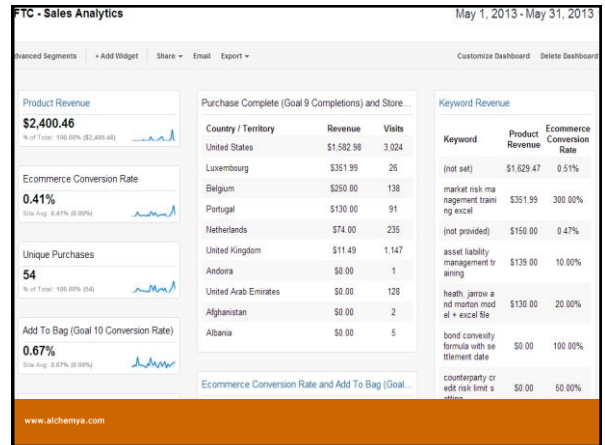 FTC - Sales Analytics
May 1, 2013 - May 31, 2013
dvanced Segments
+ Add Widget
Share
Email
Export
Customize Dashboard
Delete Dashboard
Product Revenue
$2,400.46
% of Total: 100.00% ($2,400.46)
Ecommerce Conversion Rate
0.41%
Site Avg: 0.41% (0.00%)
Unique Purchases
54
% of Total: 100.00% (54)
Add To Bag (Goal 10 Conversion Rate)
0.67%
Site Avg: 0.67% (0.00%)
Purchase Complete (Goal 9 Completions) and Store...
Country / Territory Revenue Visits
United States $1,582.98 3,024
Luxembourg $351.99 26
Belgium $250.00 138
Portugal $130.00 91
Netherlands $74.00 235
United Kingdom $11.49 1,147
Andorra $0.00 1
United Arab Emirates $0.00 128
Afghanistan $0.00 2
Albania $0.00 5
Ecommerce Conversion Rate and Add To Bag (Goal...
Keyword Revenue
Keyword Product Revenue Ecommerce Conversion Rate
(not set) $1,629.47 0.51%
market risk ma
nagement traini $351.99 300.00%
ng excel
(not provided) $150.00 0.47%
asset liability
management tr $139.00 10.00%
aining
heath, jarrow a
nd morton mod $130.00 20.00%
el + excel file
bond convexity
formula with se $0.00 100.00%
ttlement date
counterparty cr
edit risk limit s $0.00 50.00%
etting
www.alchemya.com